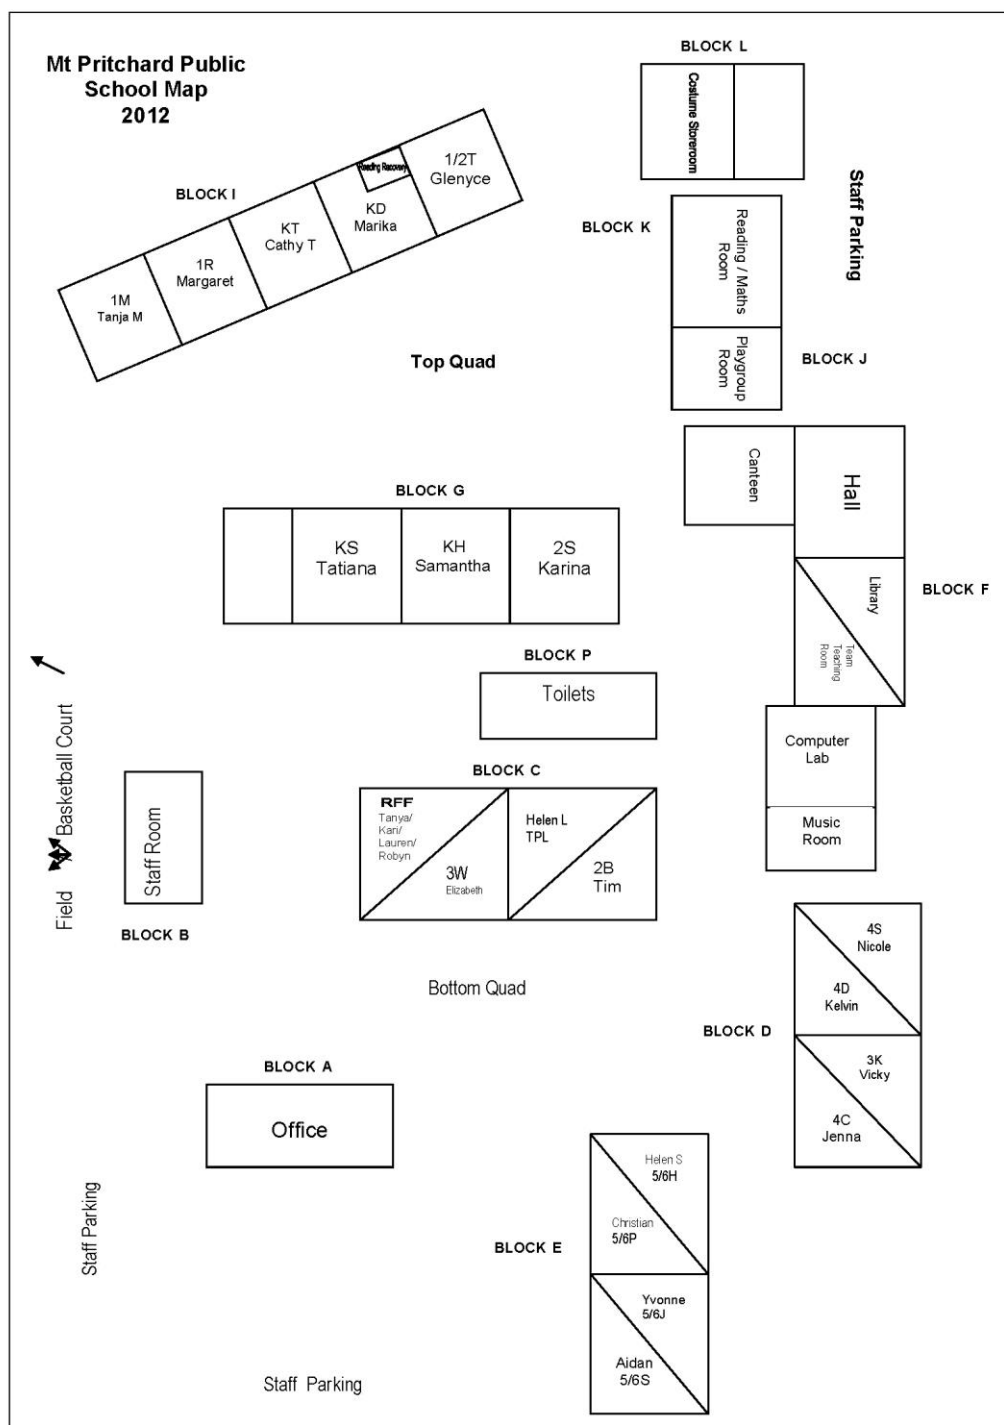 Mt Pritchard Public
School Map
2012
BLOCK L
Costume Storeroom
Staff Parking
BLOCK I
Reading Recovery
1/2T
Glenyce
KD
Marika
KT
Cathy T
1R
Margaret
1M
Tanja M
BLOCK K
Reading / Maths
Room
Playgroup
Room
BLOCK J
Top Quad
Canteen
Hall
BLOCK G
KS
Tatiana
KH
Samantha
2S
Karina
Library
Team
Teaching
Room
BLOCK F
BLOCK P
Toilets
Computer
Lab
Music
Room
Field
Basketball Court
Staff Room
BLOCK B
BLOCK C
RFF
Tanya/
Kari/
Lauren/
Robyn
3W
Elizabeth
Helen L
TPL
2B
Tim
Bottom Quad
4S
Nicole
4D
Kelvin
BLOCK D
3K
Vicky
4C
Jenna
BLOCK A
Office
Helen S
5/6H
Christian
5/6P
BLOCK E
Yvonne
5/6J
Aidan
5/6S
Staff Parking
Staff Parking